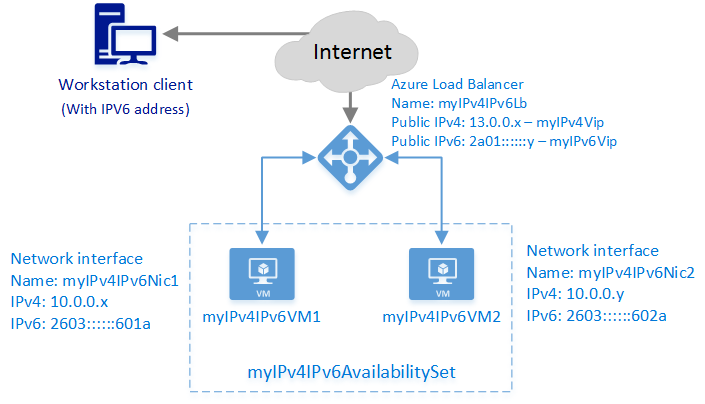 Internet
Workstation client
(With IPV6 address)
Azure Load Balancer
Name: myIPv4IPv6Lb
Public IPv4: 13.0.0.x – myIPv4Vip
Public IPv6: 2a01::::::y – myIPv6Vip
Network interface
Name: myIPv4IPv6Nic1
IPv4: 10.0.0.x
IPv6: 2603::::::601a
VM
myIPv4IPv6VM1
VM
myIPv4IPv6VM2
Network interface
Name: myIPv4IPv6Nic2
IPv4: 10.0.0.y
IPv6: 2603::::::602a
myIPv4IPv6AvailabilitySet